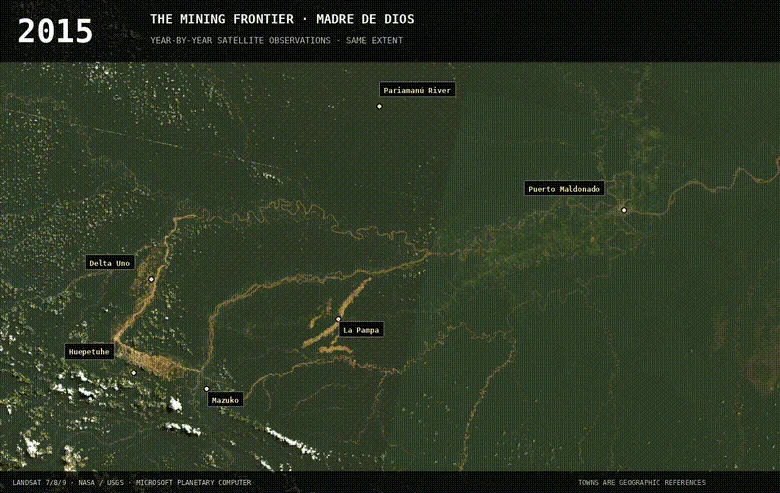 2015
THE MINING FRONTIER · MADRE DE DIOS
YEAR-BY-YEAR SATELLITE OBSERVATIONS · SAME EXTENT
Pariamanú River
Puerto Maldonado
Delta Uno
La Pampa
Huepetuhe
Mazuko
LANDSAT 7/8/9 · NASA / USGS · MICROSOFT PLANETARY COMPUTER
TOWNS ARE GEOGRAPHIC REFERENCES